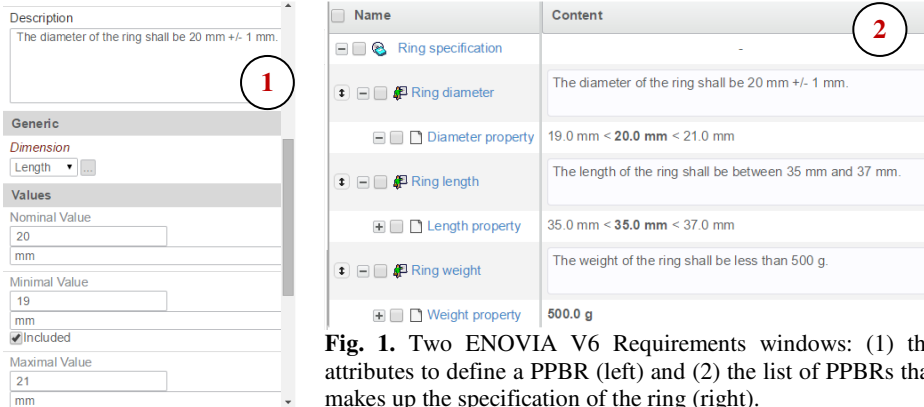 Description
The diameter of the ring shall be 20 mm +/- 1 mm.
1
Generic
Dimension
Length
...
Values
Nominal Value
20
mm
Minimal Value
19
mm
Included
Maximal Value
21
mm
Name Content
2
Ring specification -
Ring diameter The diameter of the ring shall be 20 mm +/- 1 mm.
Diameter property 19.0 mm < 20.0 mm < 21.0 mm
Ring length The length of the ring shall be between 35 mm and 37 mm.
Length property 35.0 mm < 35.0 mm < 37.0 mm
Ring weight The weight of the ring shall be less than 500 g.
Weight property 500.0 g
Fig. 1. Two ENOVIA V6 Requirements windows: (1) th
attributes to define a PPBR (left) and (2) the list of PPBRs tha
makes up the specification of the ring (right).